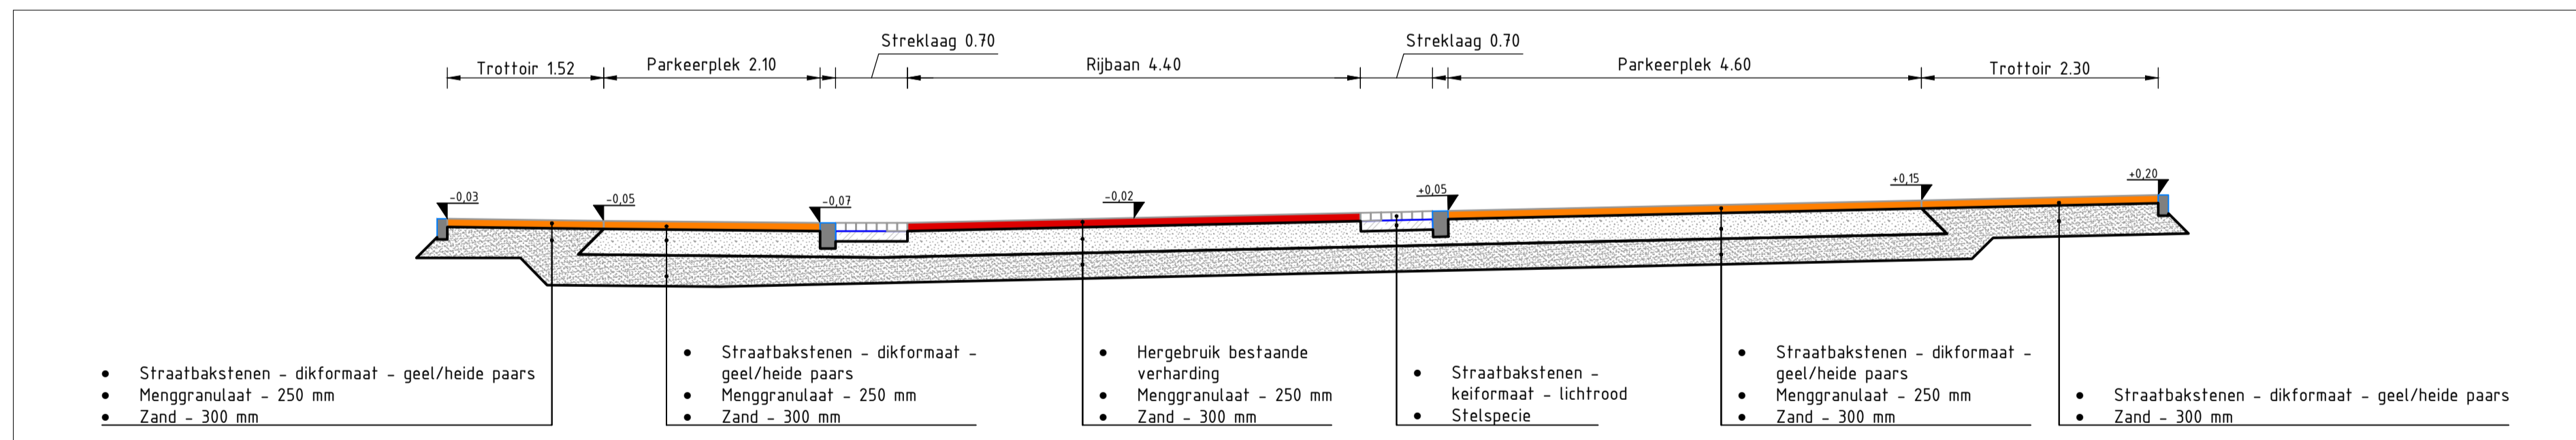 Streklaag 0.70
Streklaag 0.70
Trottoir 1.52
Parkeerplek 2.10
Rijbaan 4.40
Parkeerplek 4.60
Trottoir 2.30
-0,03
-0,05
-0,07
-0,02
+0,05
+0,15
+0,20
• Straatbakstenen - dikformaat - geel/heide paars
• Menggranulaat - 250 mm
• Zand - 300 mm
• Straatbakstenen - dikformaat -
geel/heide paars
• Menggranulaat - 250 mm
• Zand - 300 mm
• Hergebruik bestaande
verharding
• Menggranulaat - 250 mm
• Zand - 300 mm
• Straatbakstenen -
keiformaat - lichtrood
• Stelspecie
• Straatbakstenen - dikformaat -
geel/heide paars
• Menggranulaat - 250 mm
• Zand - 300 mm
• Straatbakstenen - dikformaat - geel/heide paars
• Zand - 300 mm